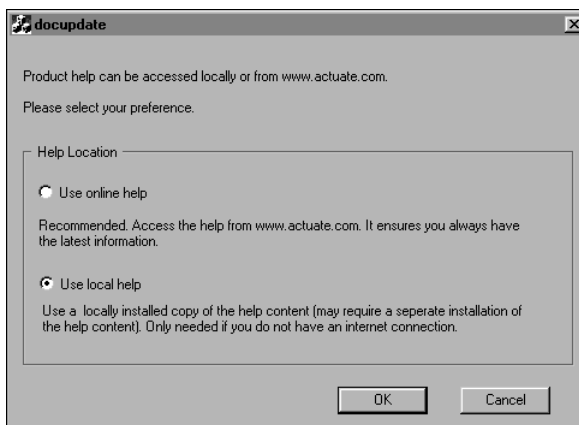 docupdate
Product help can be accessed locally or from www.actuate.com.
Please select your preference.
Help Location
Use online help
Recommended. Access the help from www.actuate.com. It ensures you always have
the latest information.
Use local help
Use a locally installed copy of the help content (may require a seperate installation of
the help content). Only needed if you do not have an internet connection.
OK
Cancel